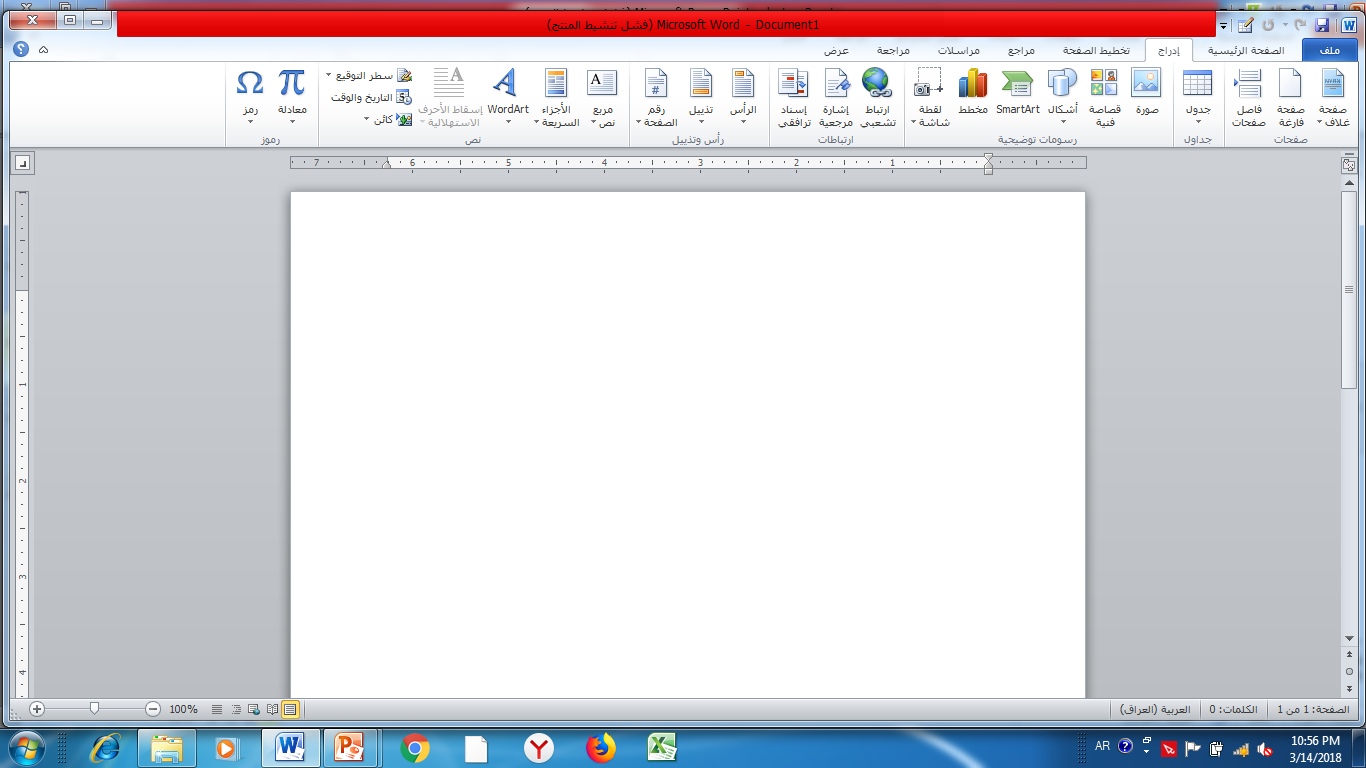 Microsoft Word - Document1 (فشل تنشيط المنتج)
ملف
الصفحة الرئيسية
إدراج
تخطيط الصفحة
مراجع
مراسلات
مراجعة
عرض
صفحة غلاف
صفحة فارغة
فاصل صفحات
جدول
صورة
قصاصة فنية
أشكال
SmartArt
مخطط
لقطة شاشة
ارتباط تشعبي
إشارة مرجعية
إسناد ترافقي
الرأس
تذييل
رقم الصفحة
مربع نص
الأجزاء السريعة
WordArt
إسقاط الأحرف الاستهلالية
سطر التوقيع
التاريخ والوقت
كائن
معادلة
رمز
صفحات
جداول
رسومات توضيحية
ارتباطات
رأس وتذييل
نص
رموز
7 6 5 4 3 2 1
1
2
3
4
الصفحة: 1 من 1
الكلمات: 0
العربية (العراق)
100%
AR
10:56 PM
3/14/2018